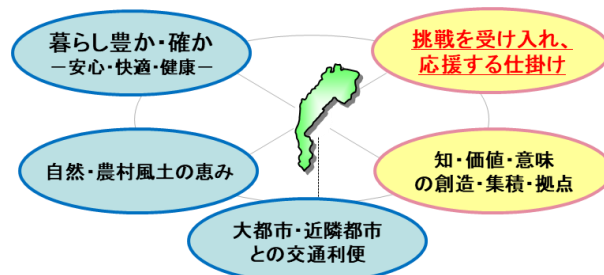 暮らし豊か・確か
－安心・快適・健康－
挑戦を受け入れ、
応援する仕掛け
自然・農村風土の恵み
知・価値・意味
の創造・集積・拠点
大都市・近隣都市
との交通利便